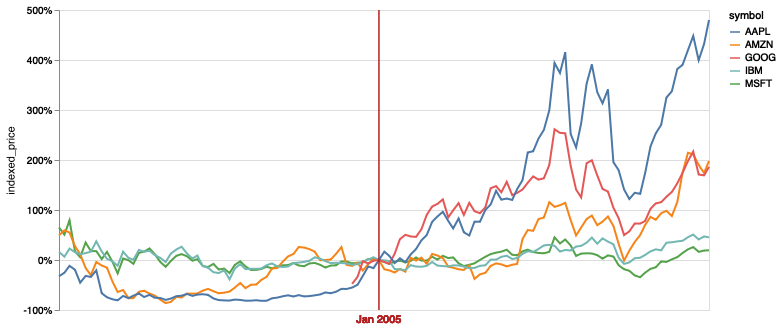 500%
400%
300%
200%
100%
0%
-100%
indexed_price
Jan 2005
symbol
AAPL
AMZN
GOOG
IBM
MSFT